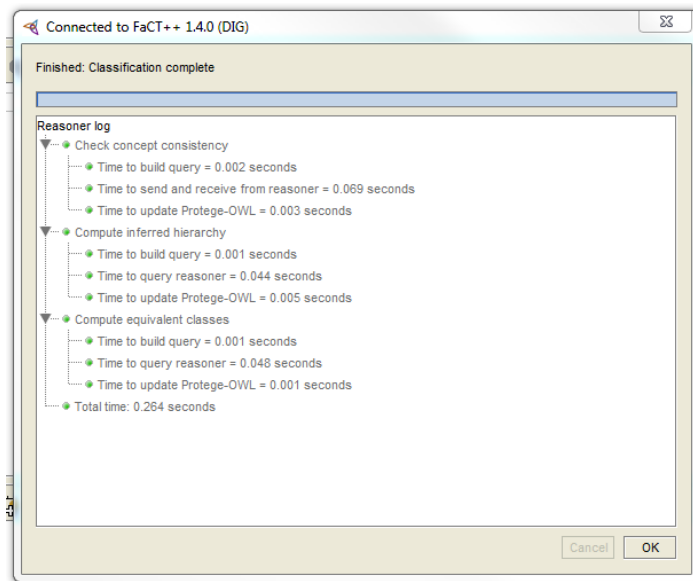 Connected to FaCT++ 1.4.0 (DIG)
Finished: Classification complete
Reasoner log
Check concept consistency
Time to build query = 0.002 seconds
Time to send and receive from reasoner = 0.069 seconds
Time to update Protege-OWL = 0.003 seconds
Compute inferred hierarchy
Time to build query = 0.001 seconds
Time to query reasoner = 0.044 seconds
Time to update Protege-OWL = 0.005 seconds
Compute equivalent classes
Time to build query = 0.001 seconds
Time to query reasoner = 0.048 seconds
Time to update Protege-OWL = 0.001 seconds
Total time: 0.264 seconds
Cancel OK